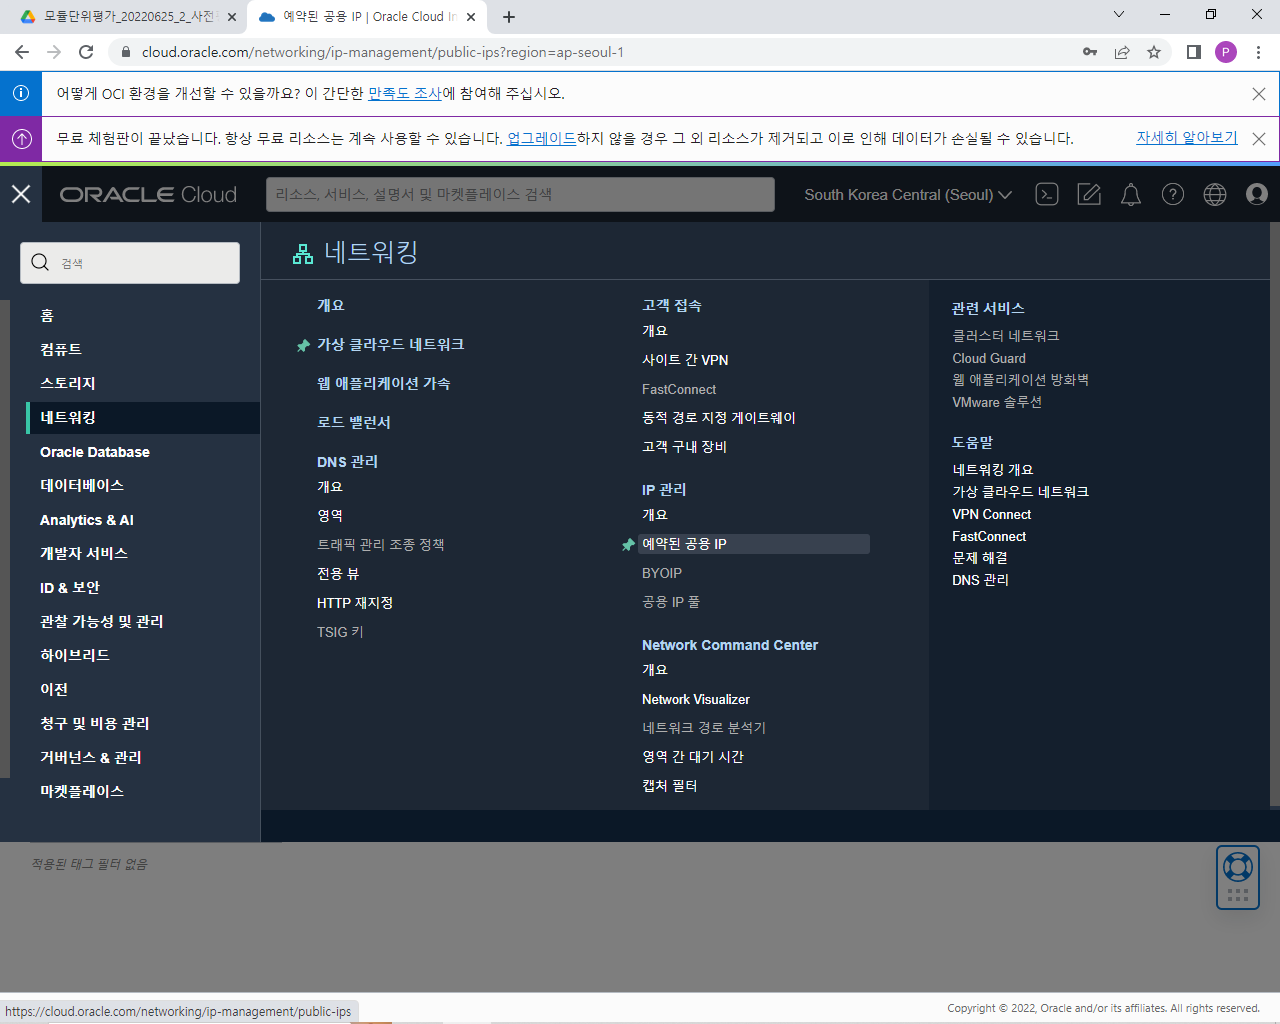 모듈단위평가_20220625_2_사전
예약된 공용 IP | Oracle Cloud In
cloud.oracle.com/networking/ip-management/public-ips?region=ap-seoul-1
P
어떻게 OCI 환경을 개선할 수 있을까요? 이 간단한 만족도 조사에 참여해 주십시오.
무료 체험판이 끝났습니다. 항상 무료 리소스는 계속 사용할 수 있습니다. 업그레이드하지 않을 경우 그 외 리소스가 제거되고 이로 인해 데이터가 손실될 수 있습니다.
자세히 알아보기
ORACLE Cloud
리소스, 서비스, 설명서 및 마켓플레이스 검색
South Korea Central (Seoul)
검색
홈
컴퓨트
스토리지
네트워킹
Oracle Database
데이터베이스
Analytics & AI
개발자 서비스
ID & 보안
관찰 가능성 및 관리
하이브리드
이전
청구 및 비용 관리
거버넌스 & 관리
마켓플레이스
네트워킹
개요
가상 클라우드 네트워크
웹 애플리케이션 가속
로드 밸런서
DNS 관리
개요
영역
트래픽 관리 조종 정책
전용 뷰
HTTP 재지정
TSIG 키
고객 접속
개요
사이트 간 VPN
FastConnect
동적 경로 지정 게이트웨이
고객 구내 장비
IP 관리
개요
예약된 공용 IP
BYOIP
공용 IP 풀
Network Command Center
개요
Network Visualizer
네트워크 경로 분석기
영역 간 대기 시간
캡처 필터
관련 서비스
클러스터 네트워크
Cloud Guard
웹 애플리케이션 방화벽
VMware 솔루션
도움말
네트워킹 개요
가상 클라우드 네트워크
VPN Connect
FastConnect
문제 해결
DNS 관리
적용된 태그 필터 없음
https://cloud.oracle.com/networking/ip-management/public-ips
Copyright © 2022, Oracle and/or its affiliates. All rights reserved.